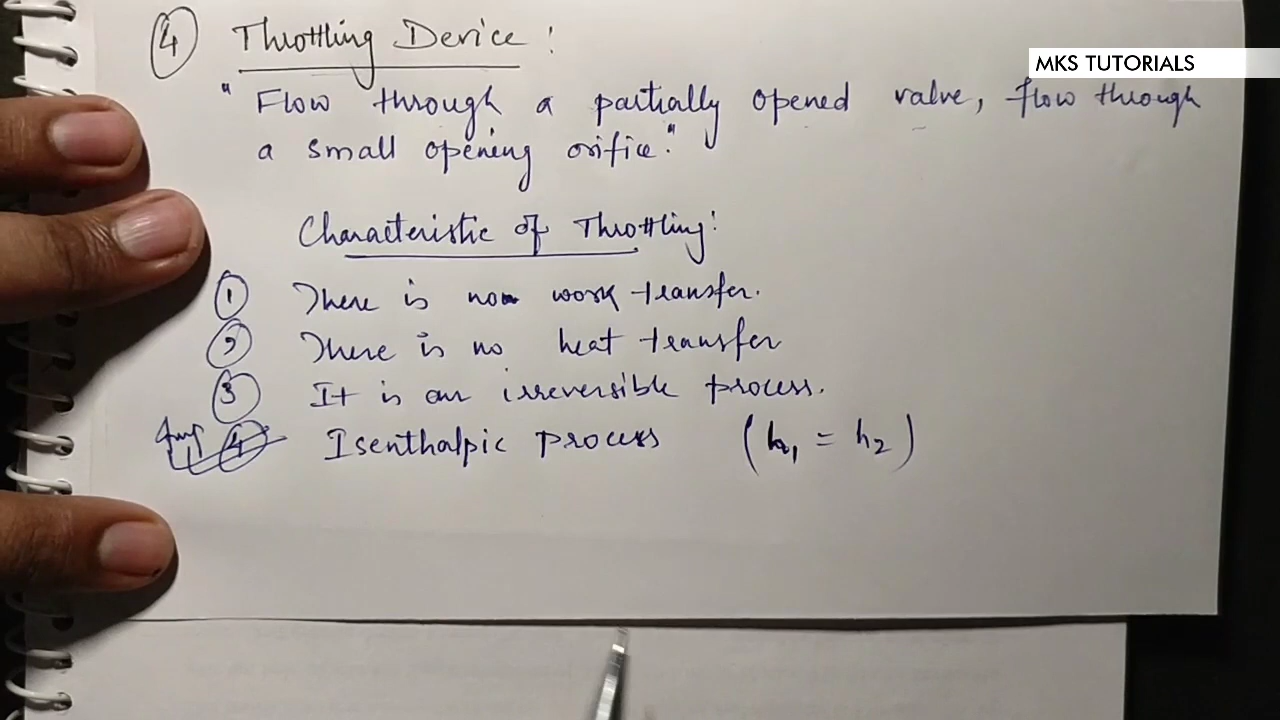 ④ Throttling Device :
MKS TUTORIALS
" Flow through a partially opened valve, flow through
a small opening orifice."
Characteristic of Throttling:
① There is no work transfer.
② There is no heat transfer
③ It is an irreversible process.
④ Isenthalpic process (h₁ = h₂)